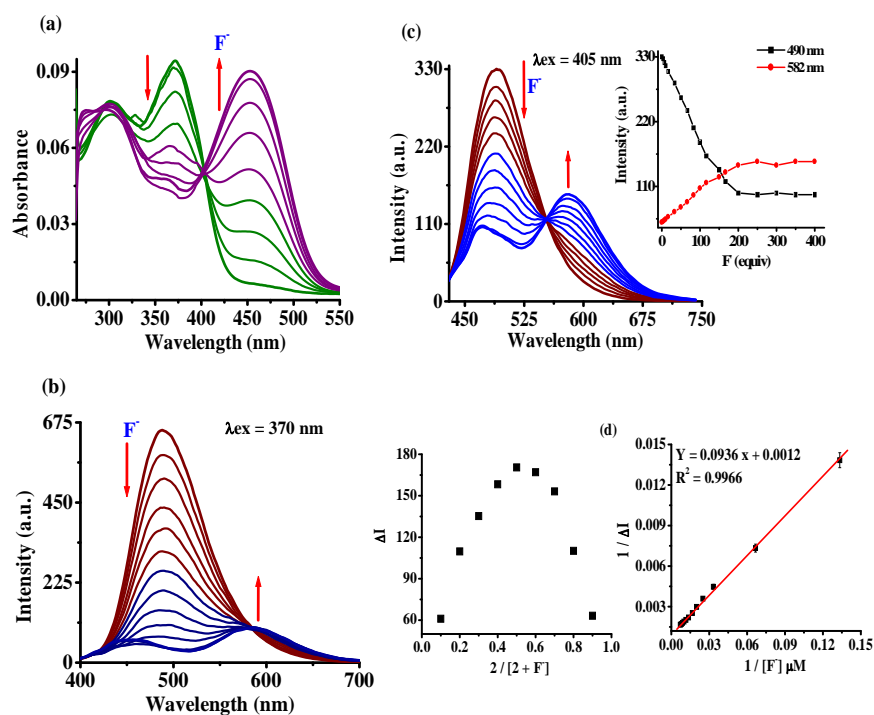 (a)
F⁻
0.09
0.06
0.03
0.00
Absorbance
300 350 400 450 500 550
Wavelength (nm)
(c)
λex = 405 nm
F⁻
330
220
110
0
Intensity (a.u.)
450 525 600 675 750
Wavelength (nm)
490 nm
582 nm
330
220
110
Intensity (a.u.)
0 100 200 300 400
F (equiv)
(b)
λex = 370 nm
F⁻
675
450
225
0
Intensity (a.u.)
400 500 600 700
Wavelength (nm)
180
150
120
90
60
ΔI
0.2 0.4 0.6 0.8 1.0
2 / [2 + F]
(d)
Y = 0.0936 x + 0.0012
R² = 0.9966
0.015
0.012
0.009
0.006
0.003
1 / ΔI
0.00 0.03 0.06 0.09 0.12 0.15
1 / [F] μM